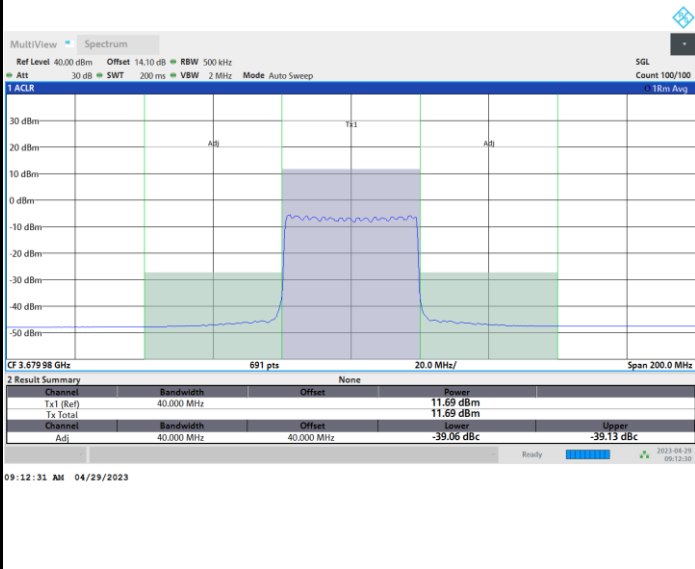 MultiView Spectrum
Ref Level 40.00 dBm Offset 14.10 dB RBW 500 kHz SGL
Att 30 dB SWT 200 ms VBW 2 MHz Mode Auto Sweep Count 100/100
1 ACLR 1Rm Avg
30 dBm
Tx1
20 dBm
Adj Adj
10 dBm
0 dBm
-10 dBm
-20 dBm
-30 dBm
-40 dBm
-50 dBm
CF 3.679 98 GHz 691 pts 20.0 MHz/ Span 200.0 MHz
2 Result Summary None
Channel Bandwidth Offset Power
Tx1 (Ref) 40.000 MHz 11.69 dBm
Tx Total 11.69 dBm
Channel Bandwidth Offset Lower Upper
Adj 40.000 MHz 40.000 MHz -39.06 dBc -39.13 dBc
Ready 2023-04-29
09:12:30
09:12:31 AM 04/29/2023